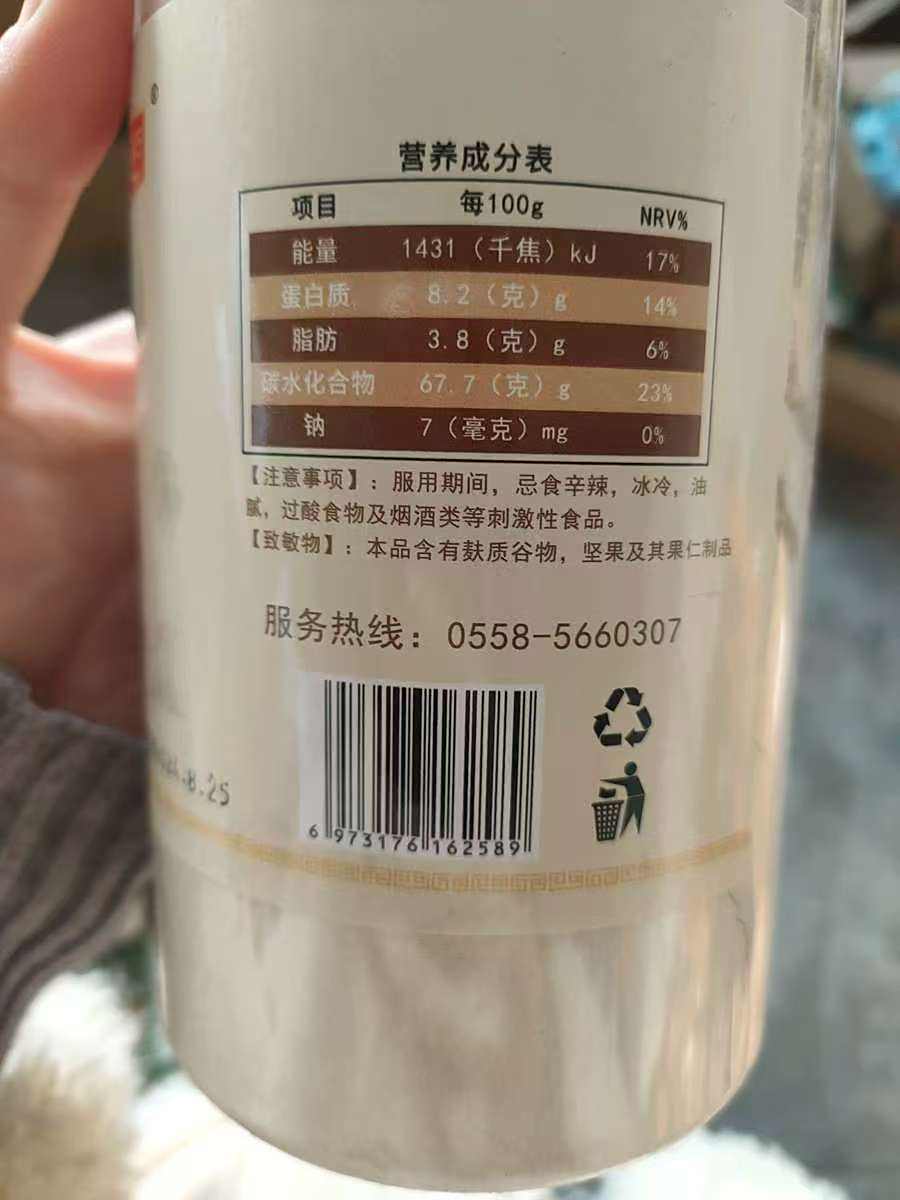 ®
营养成分表
项目 每100g NRV%
能量 1431（千焦）kJ 17%
蛋白质 8.2（克）g 14%
脂肪 3.8（克）g 6%
碳水化合物 67.7（克）g 23%
钠 7（毫克）mg 0%
【注意事项】：服用期间，忌食辛辣，冰冷，油
腻，过酸食物及烟酒类等刺激性食品。
【致敏物】：本品含有麸质谷物，坚果及其果仁制品
服务热线：0558-5660307
.8.25
6 973176 162589